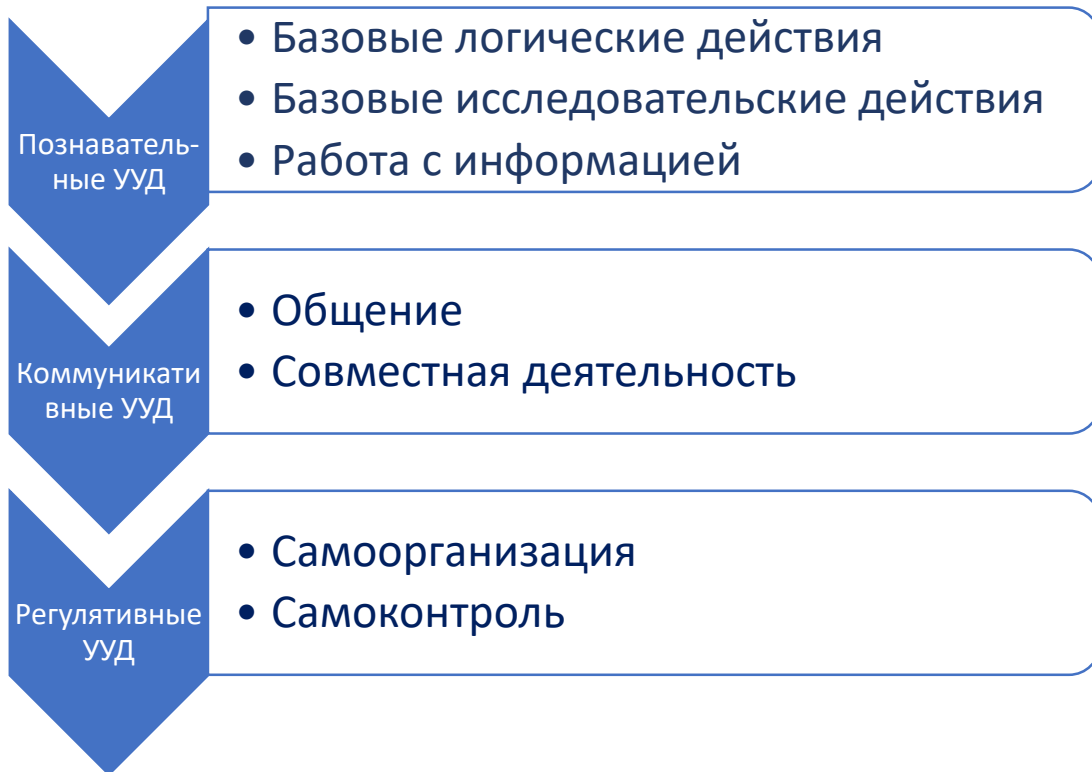 Познаватель-
ные УУД
• Базовые логические действия
• Базовые исследовательские действия
• Работа с информацией
Коммуникати
вные УУД
• Общение
• Совместная деятельность
Регулятивные
УУД
• Самоорганизация
• Самоконтроль